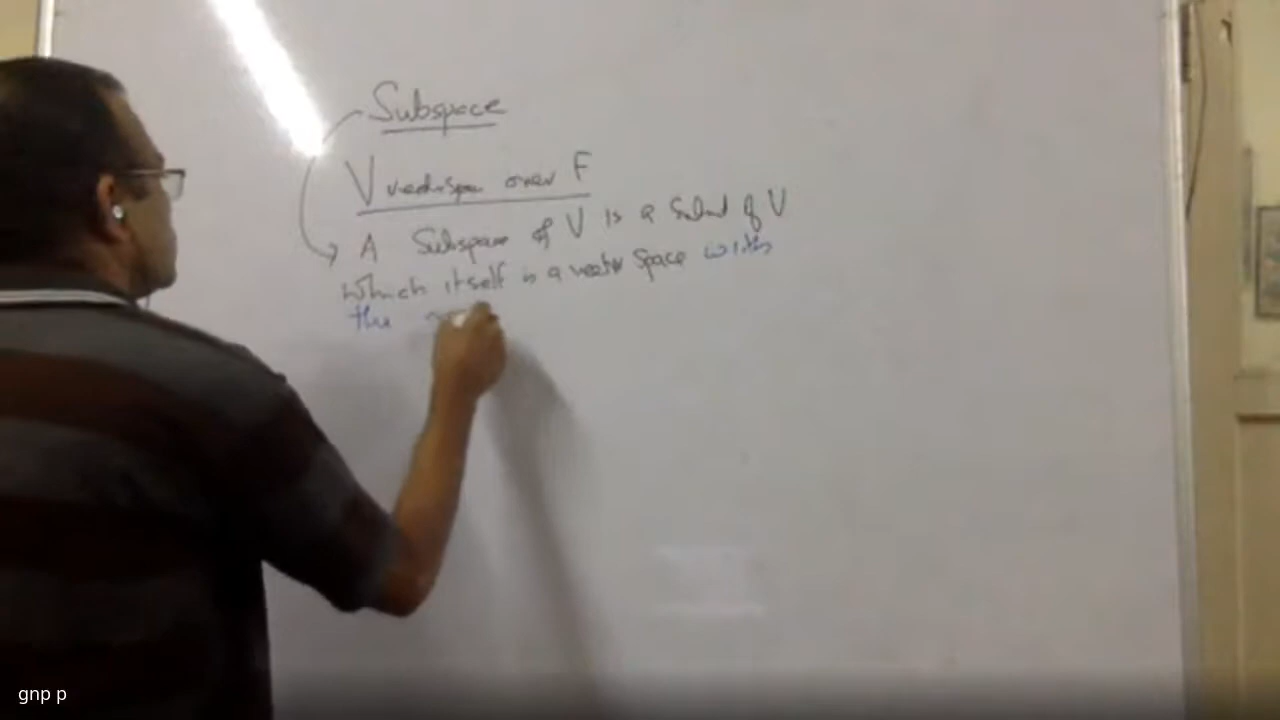 Subspace
V vector space over F
A Subspace of V is a subset of V
which itself is a vector space with
the
gnp p